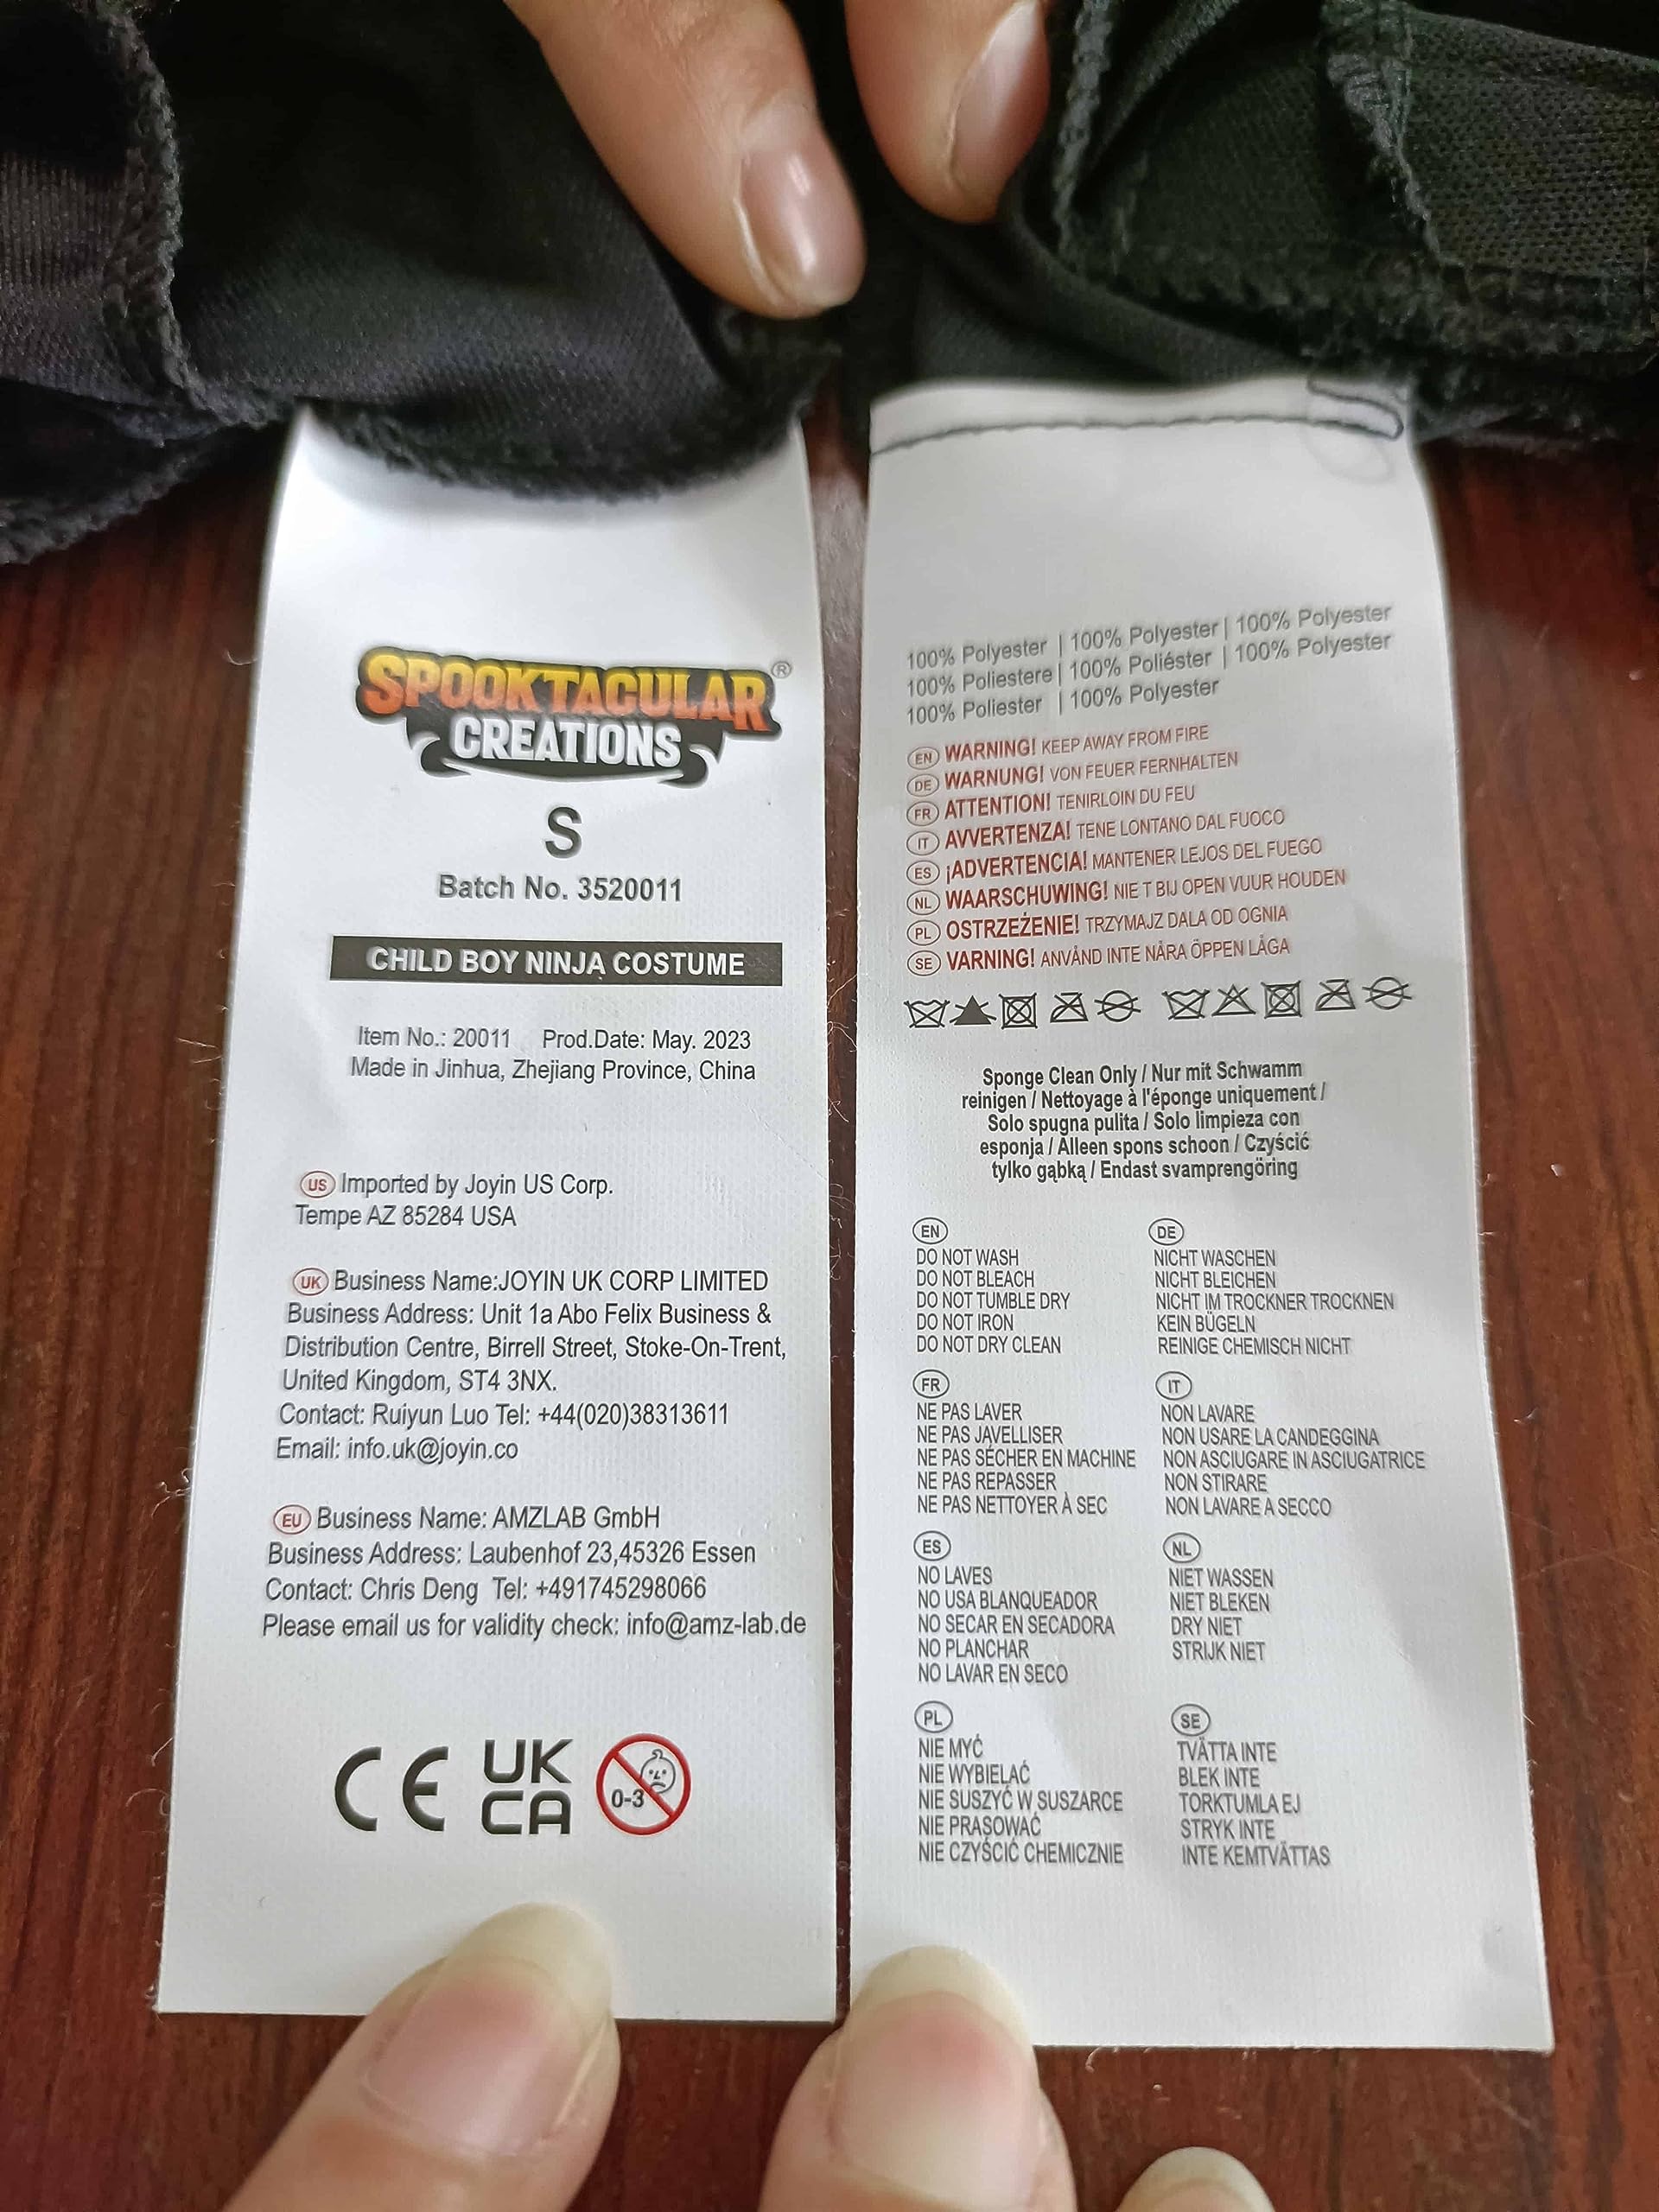 SPOOKTACULAR®
CREATIONS
S
Batch No. 3520011
CHILD BOY NINJA COSTUME
Item No.: 20011 Prod.Date: May. 2023
Made in Jinhua, Zhejiang Province, China
US Imported by Joyin US Corp.
Tempe AZ 85284 USA
UK Business Name:JOYIN UK CORP LIMITED
Business Address: Unit 1a Abo Felix Business &
Distribution Centre, Birrell Street, Stoke-On-Trent,
United Kingdom, ST4 3NX.
Contact: Ruiyun Luo Tel: +44(020)38313611
Email: info.uk@joyin.co
EU Business Name: AMZLAB GmbH
Business Address: Laubenhof 23,45326 Essen
Contact: Chris Deng Tel: +491745298066
Please email us for validity check: info@amz-lab.de
CE UK
CA
0-3
100% Polyester | 100% Polyester | 100% Polyester
100% Poliestere | 100% Poliéster | 100% Polyester
100% Poliester | 100% Polyester
EN WARNING! KEEP AWAY FROM FIRE
DE WARNUNG! VON FEUER FERNHALTEN
FR ATTENTION! TENIRLOIN DU FEU
IT AVVERTENZA! TENE LONTANO DAL FUOCO
ES ¡ADVERTENCIA! MANTENER LEJOS DEL FUEGO
NL WAARSCHUWING! NIE T BIJ OPEN VUUR HOUDEN
PL OSTRZEŻENIE! TRZYMAJZ DALA OD OGNIA
SE VARNING! ANVÅND INTE NÅRA ÖPPEN LÅGA
Sponge Clean Only / Nur mit Schwamm
reinigen / Nettoyage à l'éponge uniquement /
Solo spugna pulita / Solo limpieza con
esponja / Alleen spons schoon / Czyścić
tylko gąbką / Endast svamprengöring
EN
DO NOT WASH
DO NOT BLEACH
DO NOT TUMBLE DRY
DO NOT IRON
DO NOT DRY CLEAN
DE
NICHT WASCHEN
NICHT BLEICHEN
NICHT IM TROCKNER TROCKNEN
KEIN BÜGELN
REINIGE CHEMISCH NICHT
FR
NE PAS LAVER
NE PAS JAVELLISER
NE PAS SÉCHER EN MACHINE
NE PAS REPASSER
NE PAS NETTOYER À SEC
IT
NON LAVARE
NON USARE LA CANDEGGINA
NON ASCIUGARE IN ASCIUGATRICE
NON STIRARE
NON LAVARE A SECCO
ES
NO LAVES
NO USA BLANQUEADOR
NO SECAR EN SECADORA
NO PLANCHAR
NO LAVAR EN SECO
NL
NIET WASSEN
NIET BLEKEN
DRY NIET
STRIJK NIET
PL
NIE MYĆ
NIE WYBIELAĆ
NIE SUSZYĆ W SUSZARCE
NIE PRASOWAĆ
NIE CZYŚCIĆ CHEMICZNIE
SE
TVÄTTA INTE
BLEK INTE
TORKTUMLA EJ
STRYK INTE
INTE KEMTVÄTTAS